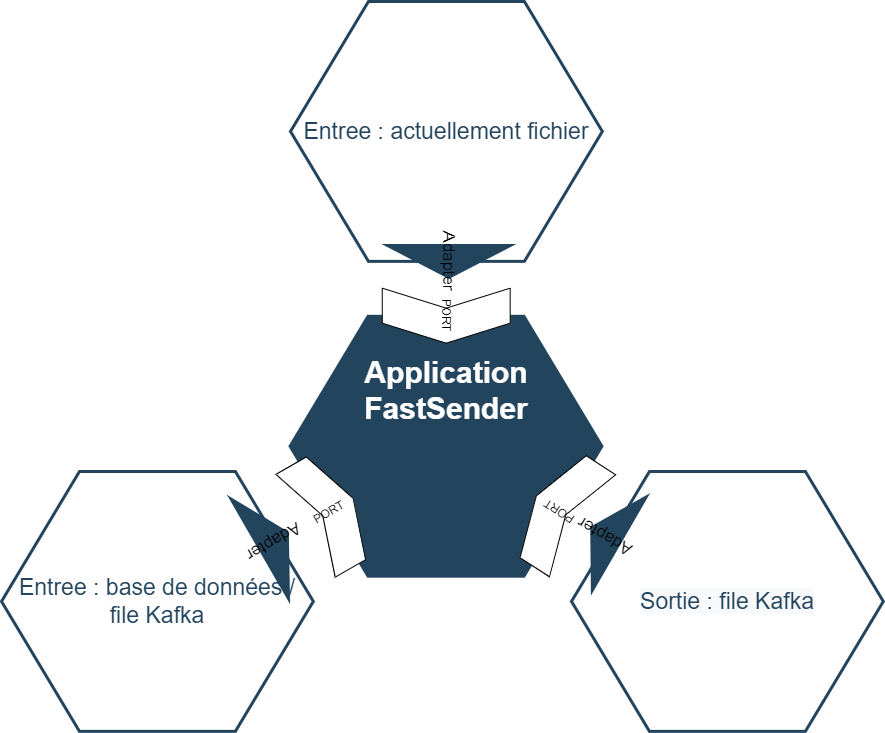 Entree : actuellement fichier
Adapter
PORT
Application
FastSender
PORT
Adapter
PORT
Adapter
Entree : base de données /
file Kafka
Sortie : file Kafka